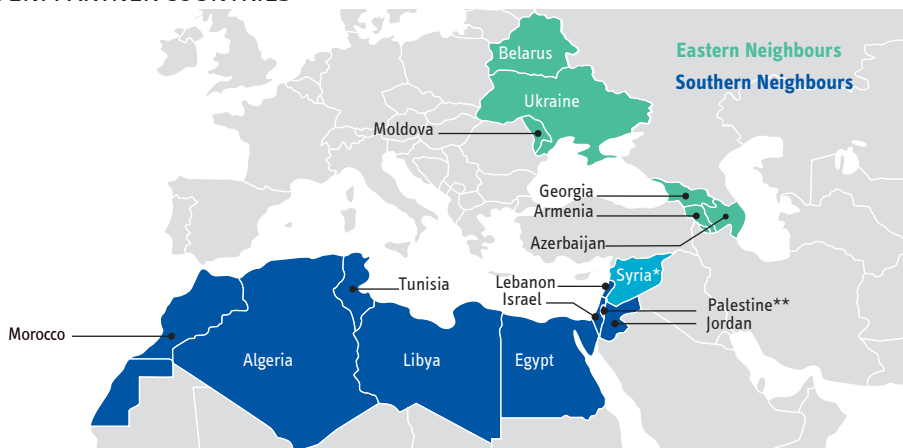 Belarus
Eastern Neighbours
Southern Neighbours
Ukraine
Moldova
Georgia
Armenia
Azerbaijan
Syria*
Tunisia
Lebanon
Israel
Palestine**
Jordan
Morocco
Algeria
Libya
Egypt